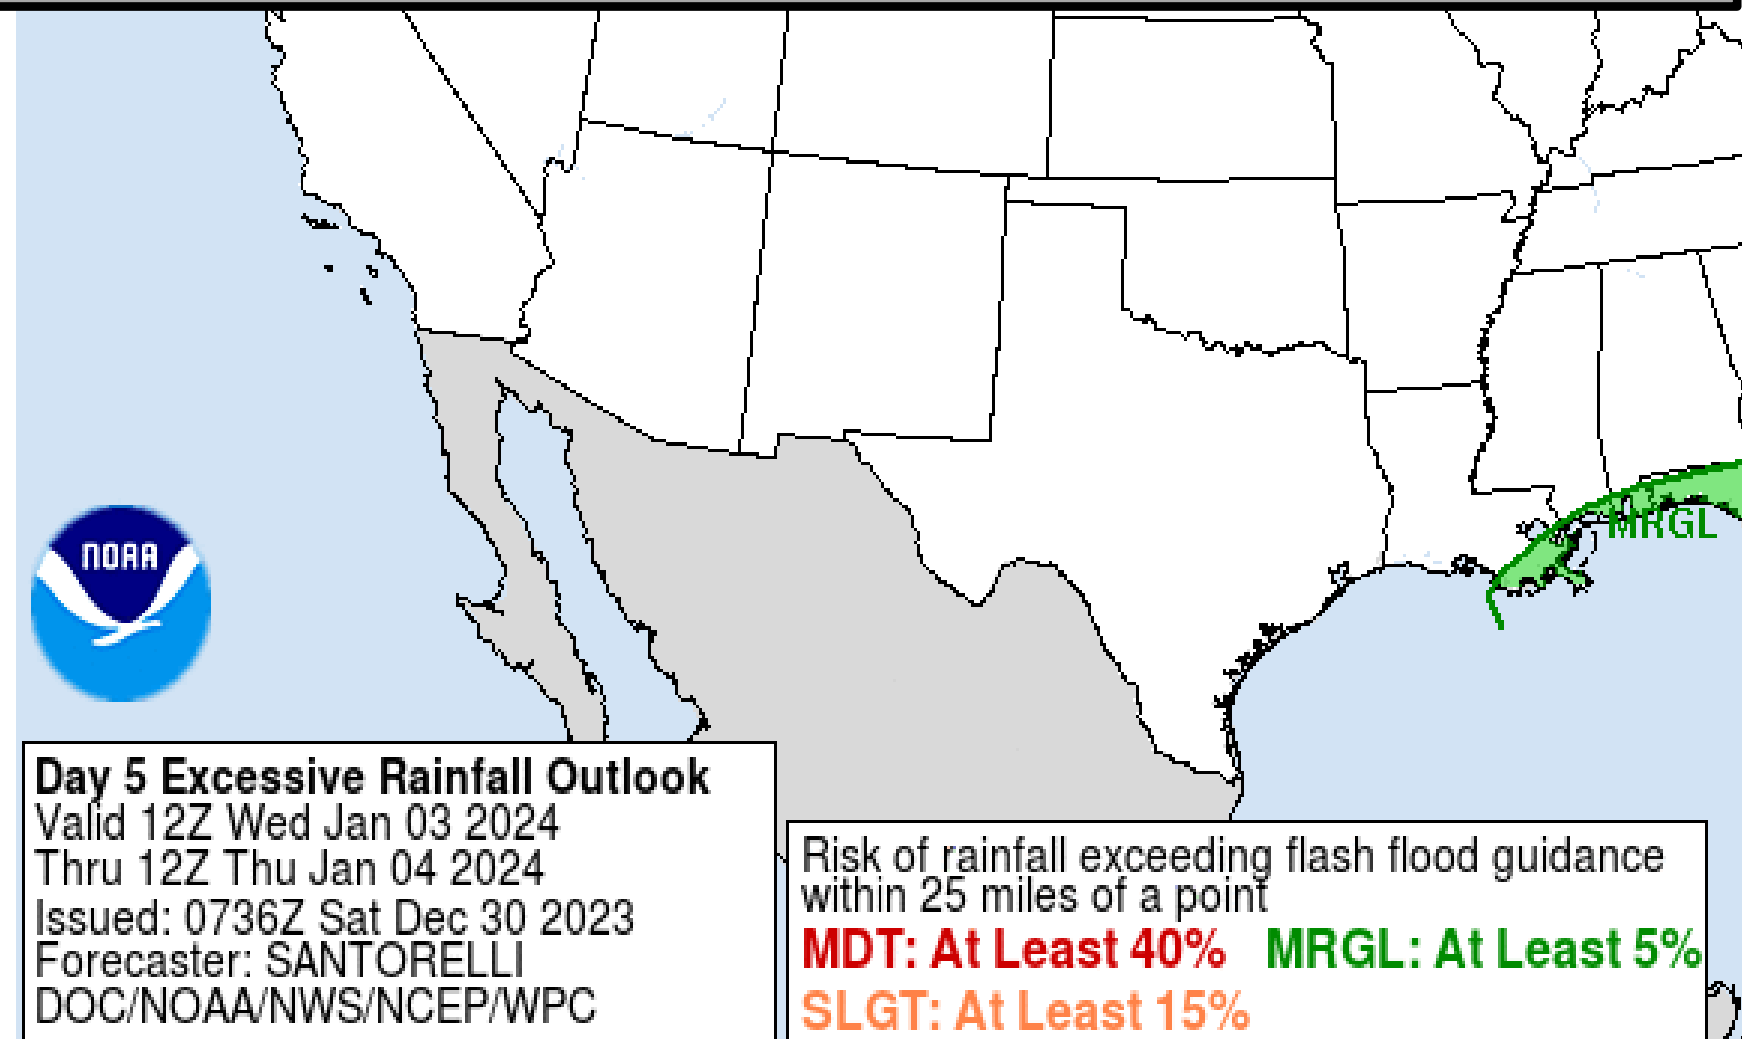 NOAA
MRGL
Day 5 Excessive Rainfall Outlook
Valid 12Z Wed Jan 03 2024
Thru 12Z Thu Jan 04 2024
Issued: 0736Z Sat Dec 30 2023
Forecaster: SANTORELLI
DOC/NOAA/NWS/NCEP/WPC
Risk of rainfall exceeding flash flood guidance
within 25 miles of a point
MDT: At Least 40% MRGL: At Least 5%
SLGT: At Least 15%